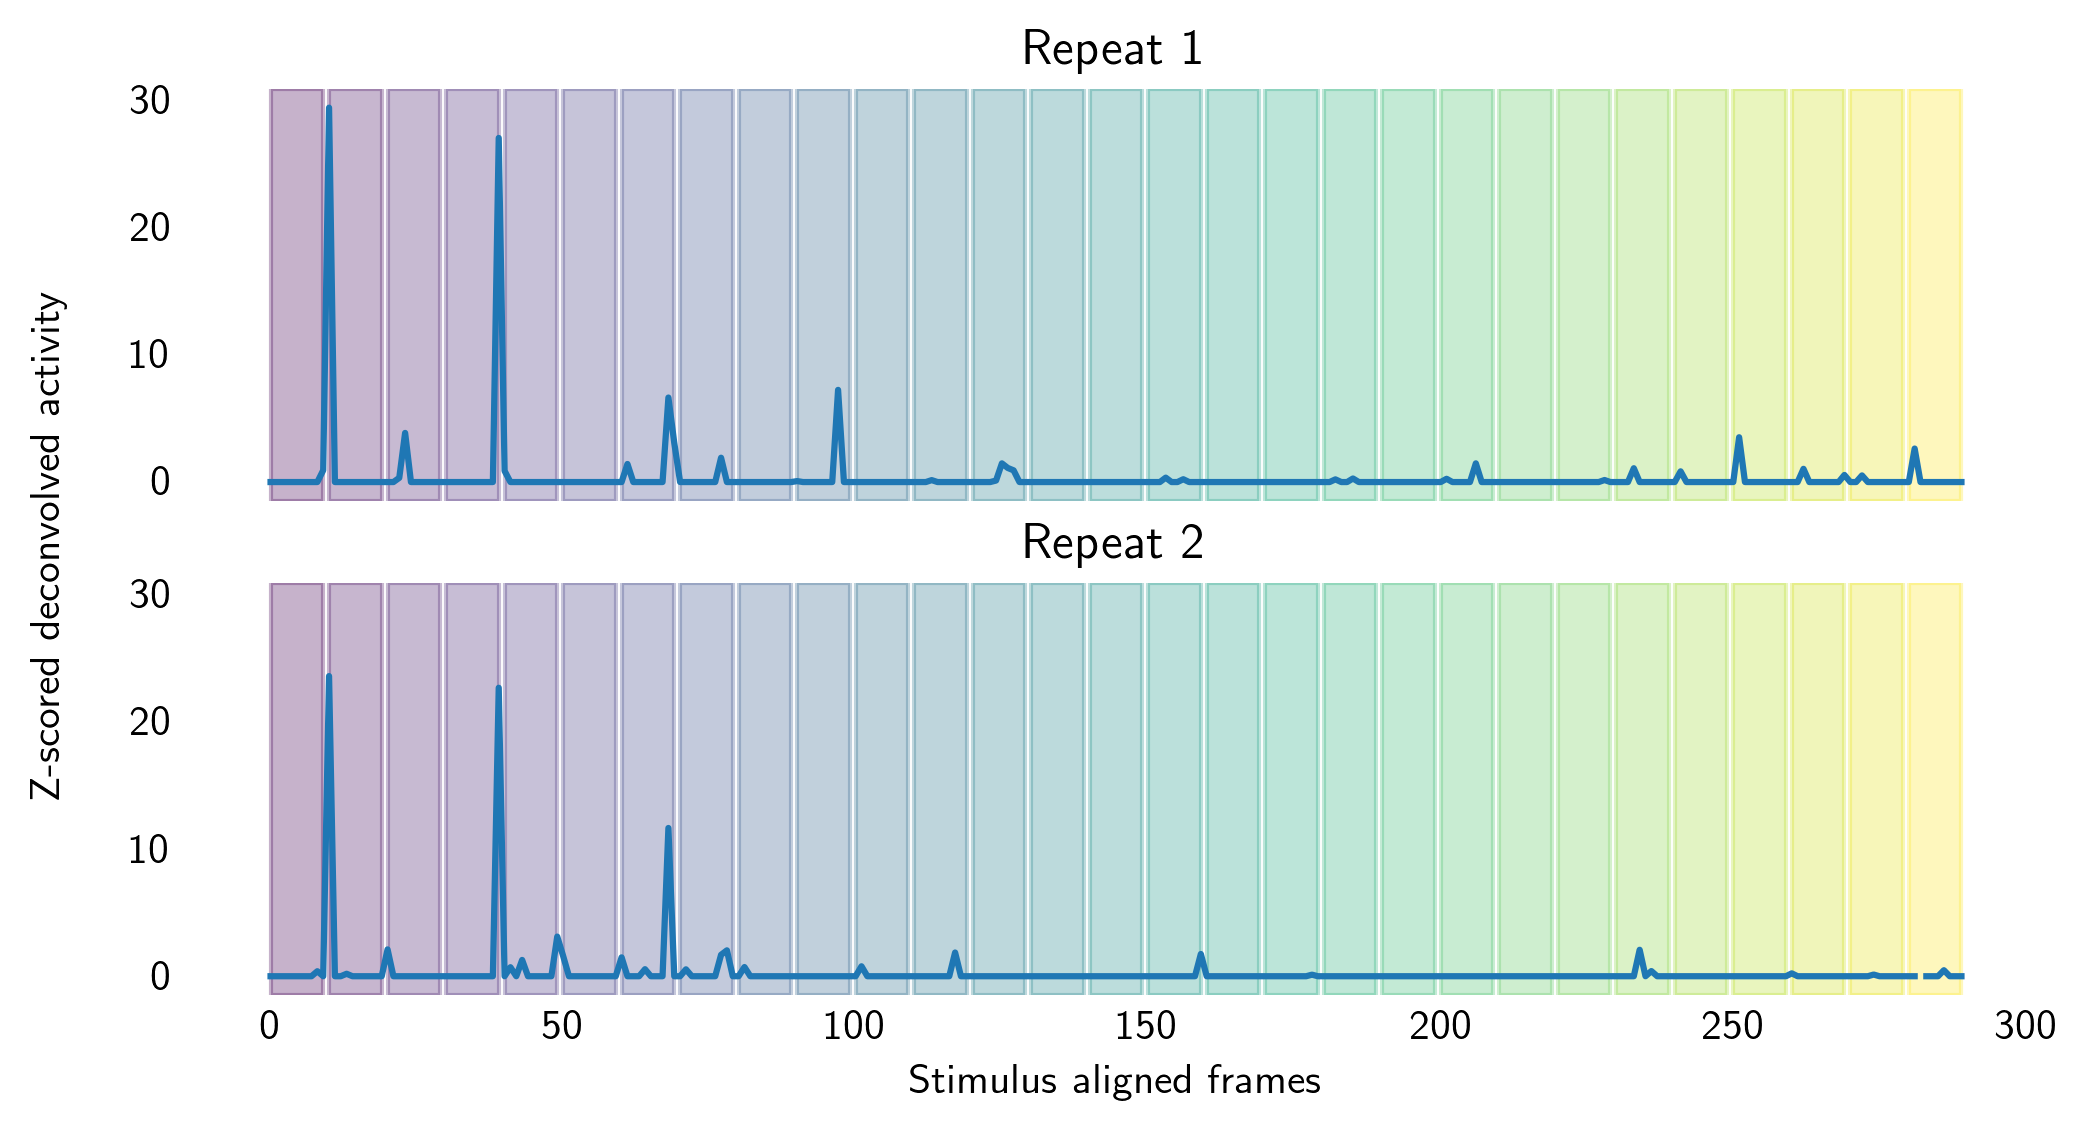 Repeat 1
30
20
10
0
Z-scored deconvolved activity
Repeat 2
30
20
10
0
0 50 100 150 200 250 300
Stimulus aligned frames